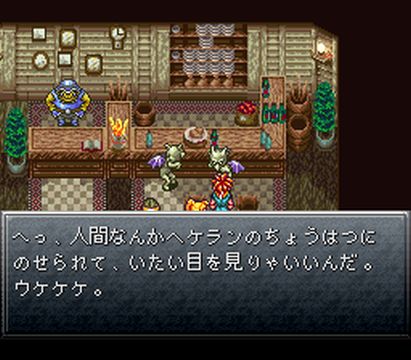 へっ、人間なんかヘケランのちょうはつに
のせられて、いたい目を見りゃいいんだ。
ウケケケ。